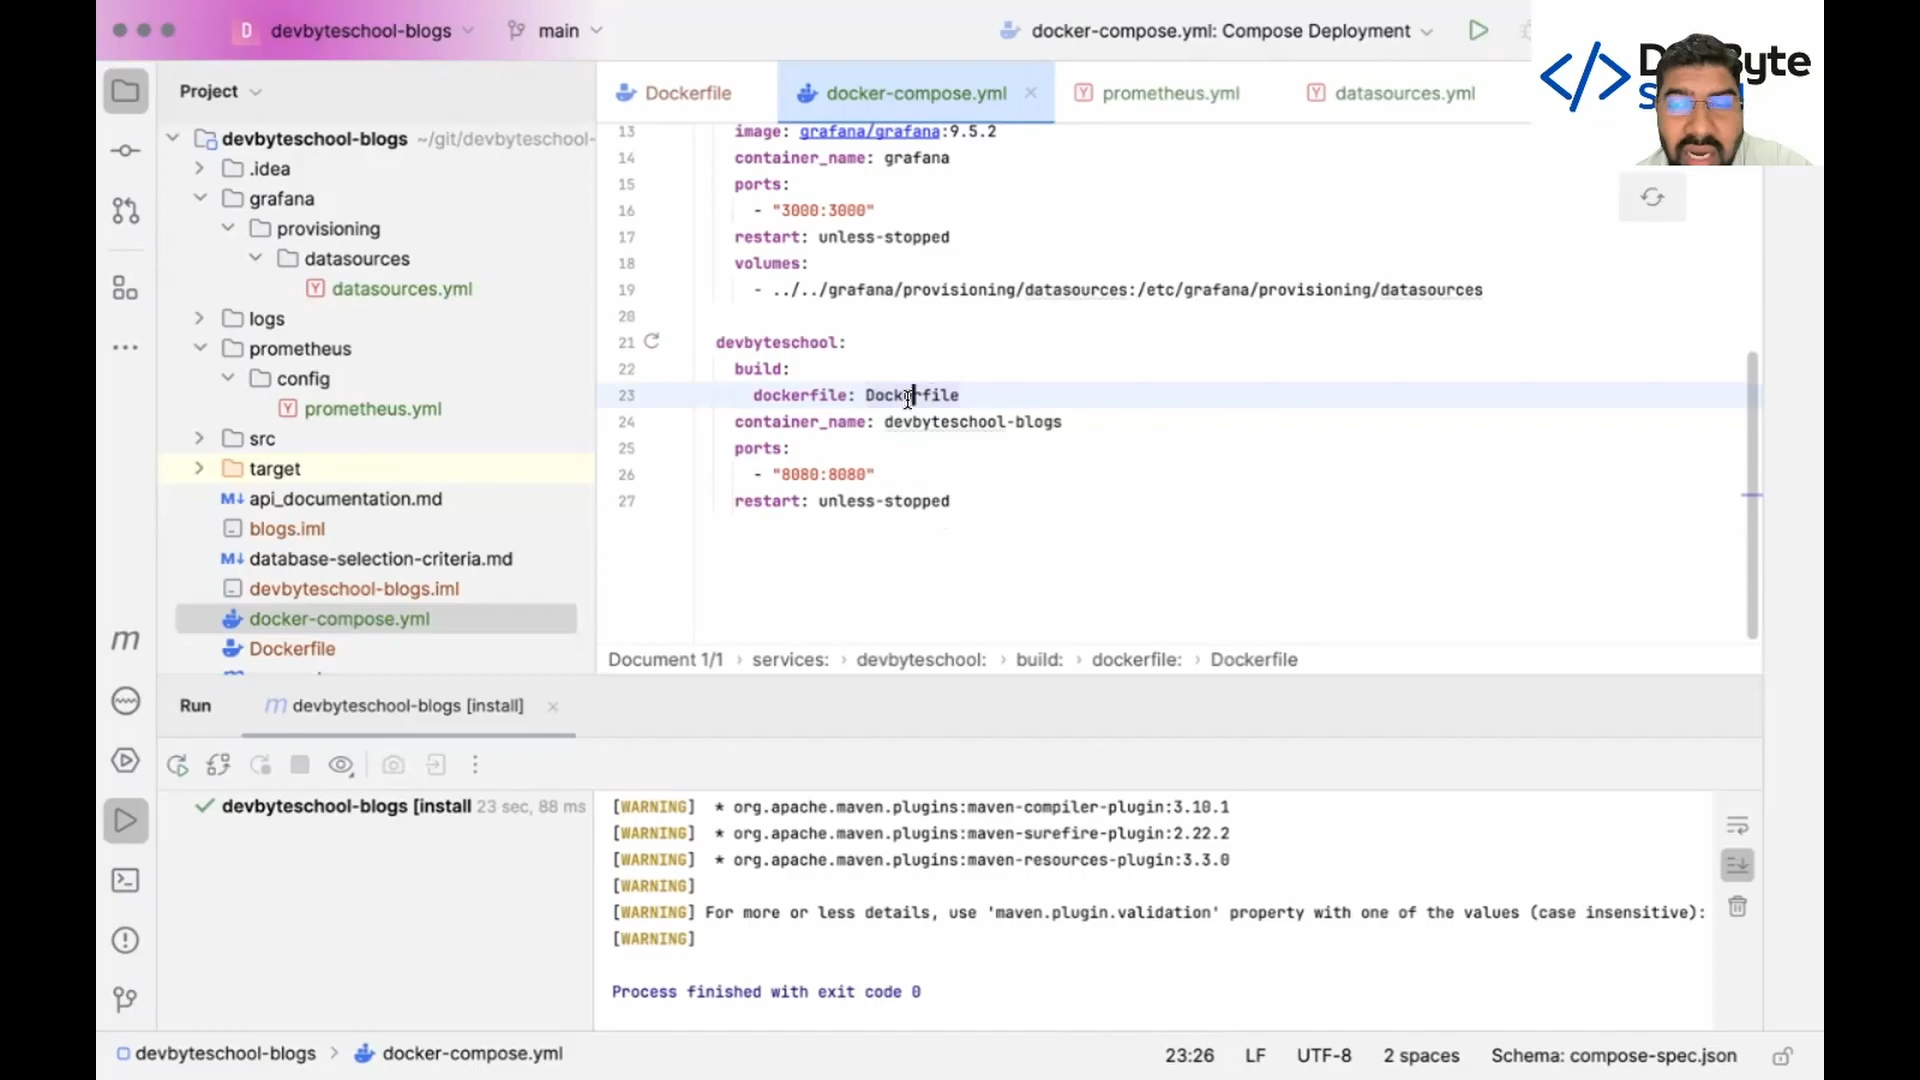 D devbyteschool-blogs main docker-compose.yml: Compose Deployment
Project
Dockerfile docker-compose.yml prometheus.yml datasources.yml
devbyteschool-blogs ~/git/devbyteschool-
.idea
grafana
provisioning
datasources
datasources.yml
logs
prometheus
config
prometheus.yml
src
target
M↓ api_documentation.md
blogs.iml
M↓ database-selection-criteria.md
devbyteschool-blogs.iml
docker-compose.yml
Dockerfile
13 image: grafana/grafana:9.5.2
14 container_name: grafana
15 ports:
16 - "3000:3000"
17 restart: unless-stopped
18 volumes:
19 - ../../grafana/provisioning/datasources:/etc/grafana/provisioning/datasources
20
21 devbyteschool:
22 build:
23 dockerfile: Dockerfile
24 container_name: devbyteschool-blogs
25 ports:
26 - "8080:8080"
27 restart: unless-stopped
Document 1/1 › services: › devbyteschool: › build: › dockerfile: › Dockerfile
Run m devbyteschool-blogs [install]
devbyteschool-blogs [install 23 sec, 88 ms
[WARNING] * org.apache.maven.plugins:maven-compiler-plugin:3.10.1
[WARNING] * org.apache.maven.plugins:maven-surefire-plugin:2.22.2
[WARNING] * org.apache.maven.plugins:maven-resources-plugin:3.3.0
[WARNING]
[WARNING] For more or less details, use 'maven.plugin.validation' property with one of the values (case insensitive):
[WARNING]
Process finished with exit code 0
devbyteschool-blogs › docker-compose.yml
23:26 LF UTF-8 2 spaces Schema: compose-spec.json